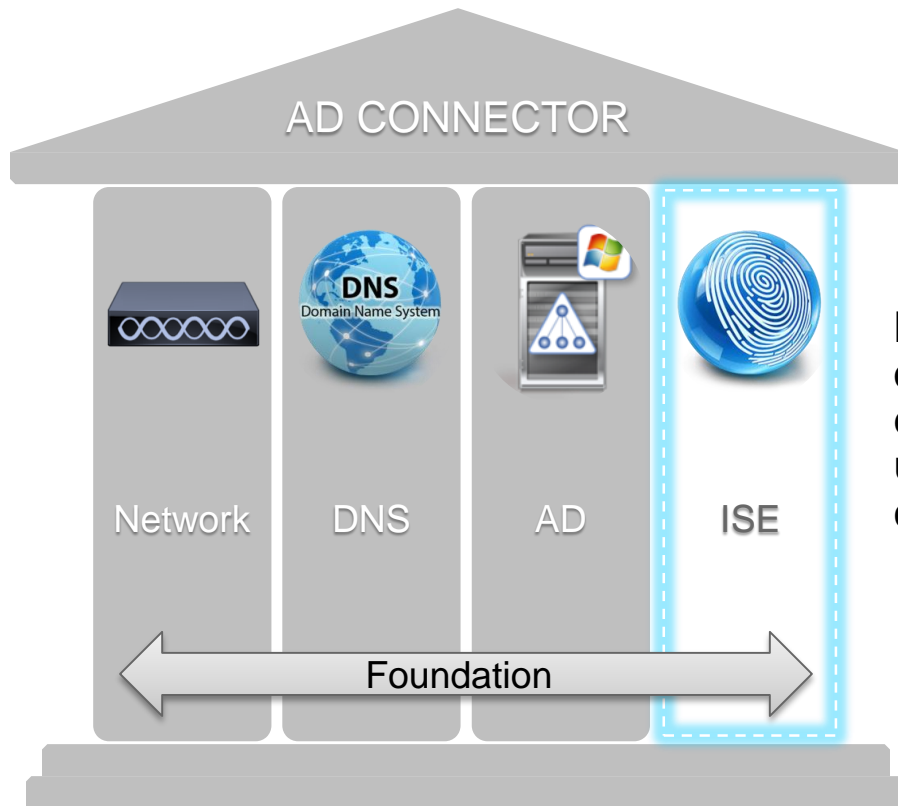 AD CONNECTOR
DNS
Domain Name System
Network
DNS
AD
ISE
Foundation